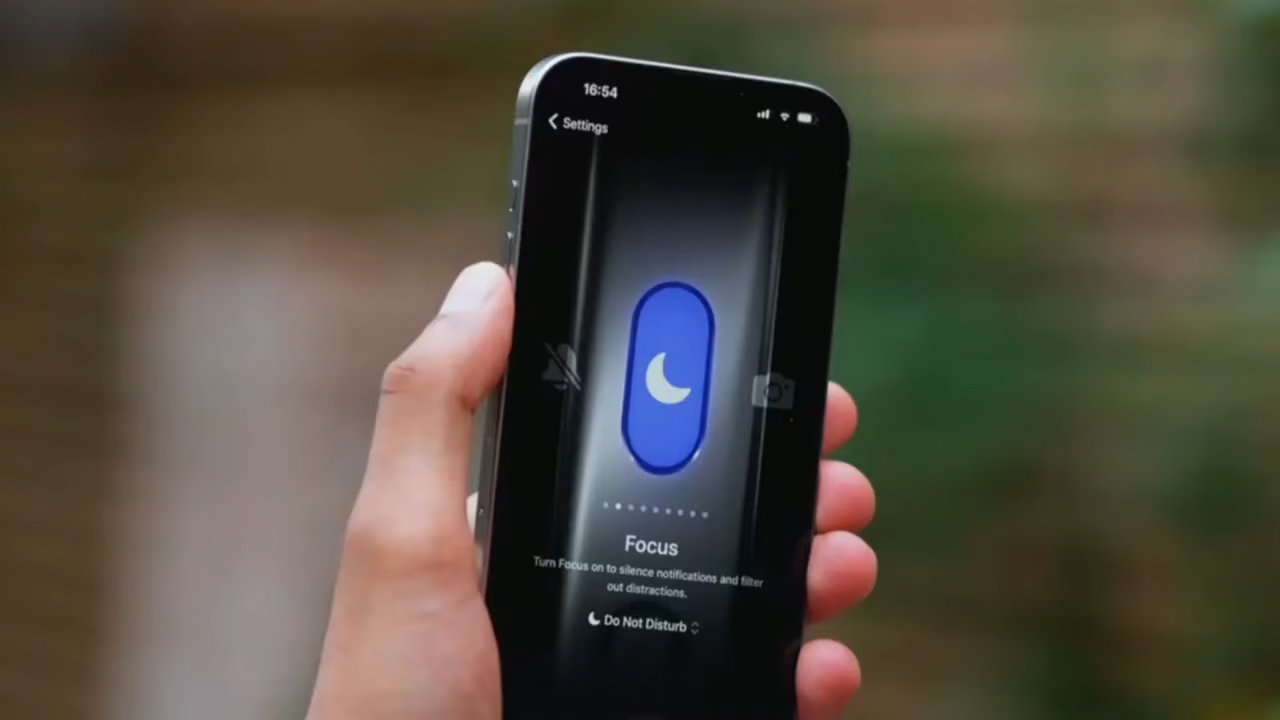 16:54
Settings
Focus
Turn Focus on to silence notifications and filter
out distractions.
Do Not Disturb